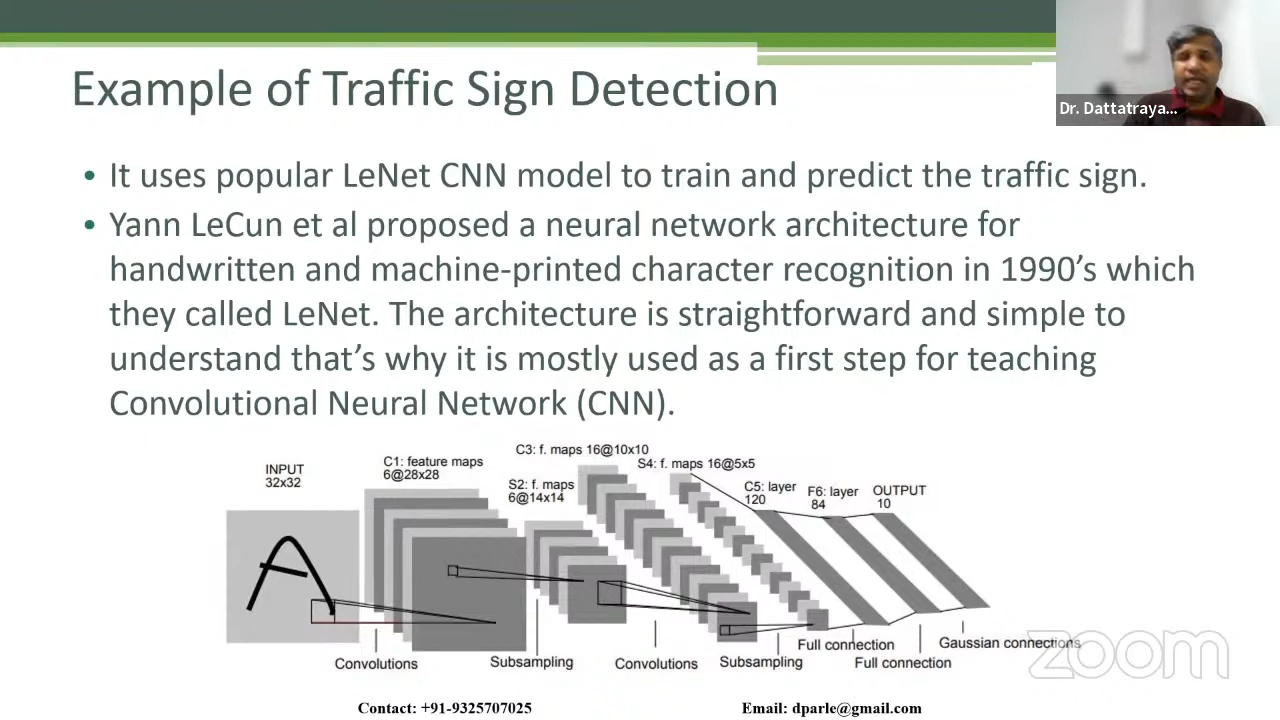 Example of Traffic Sign Detection
Dr. Dattatraya...
• It uses popular LeNet CNN model to train and predict the traffic sign.
• Yann LeCun et al proposed a neural network architecture for
handwritten and machine-printed character recognition in 1990’s which
they called LeNet. The architecture is straightforward and simple to
understand that’s why it is mostly used as a first step for teaching
Convolutional Neural Network (CNN).
INPUT
32x32
C1: feature maps
6@28x28
S2: f. maps
6@14x14
C3: f. maps 16@10x10
S4: f. maps 16@5x5
C5: layer
120
F6: layer
84
OUTPUT
10
A
Convolutions
Subsampling
Convolutions
Subsampling
Full connection
Full connection
Gaussian connections
zoom
Contact: +91-9325707025
Email: dparle@gmail.com